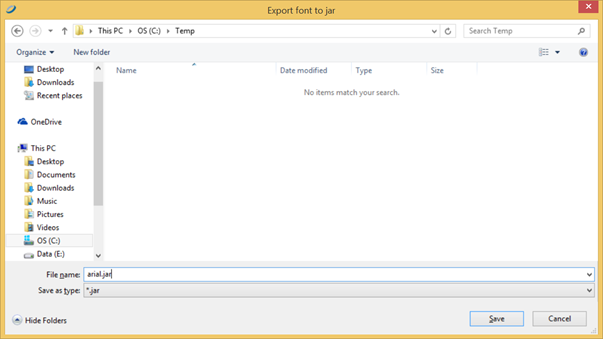 Export font to jar
This PC OS (C:) Temp
Search Temp
Organize New folder
Name Date modified Type Size
No items match your search.
Desktop
Downloads
Recent places
OneDrive
This PC
Desktop
Documents
Downloads
Music
Pictures
Videos
OS (C:)
Data (E:)
File name: arial.jar
Save as type: *.jar
Hide Folders
Save Cancel